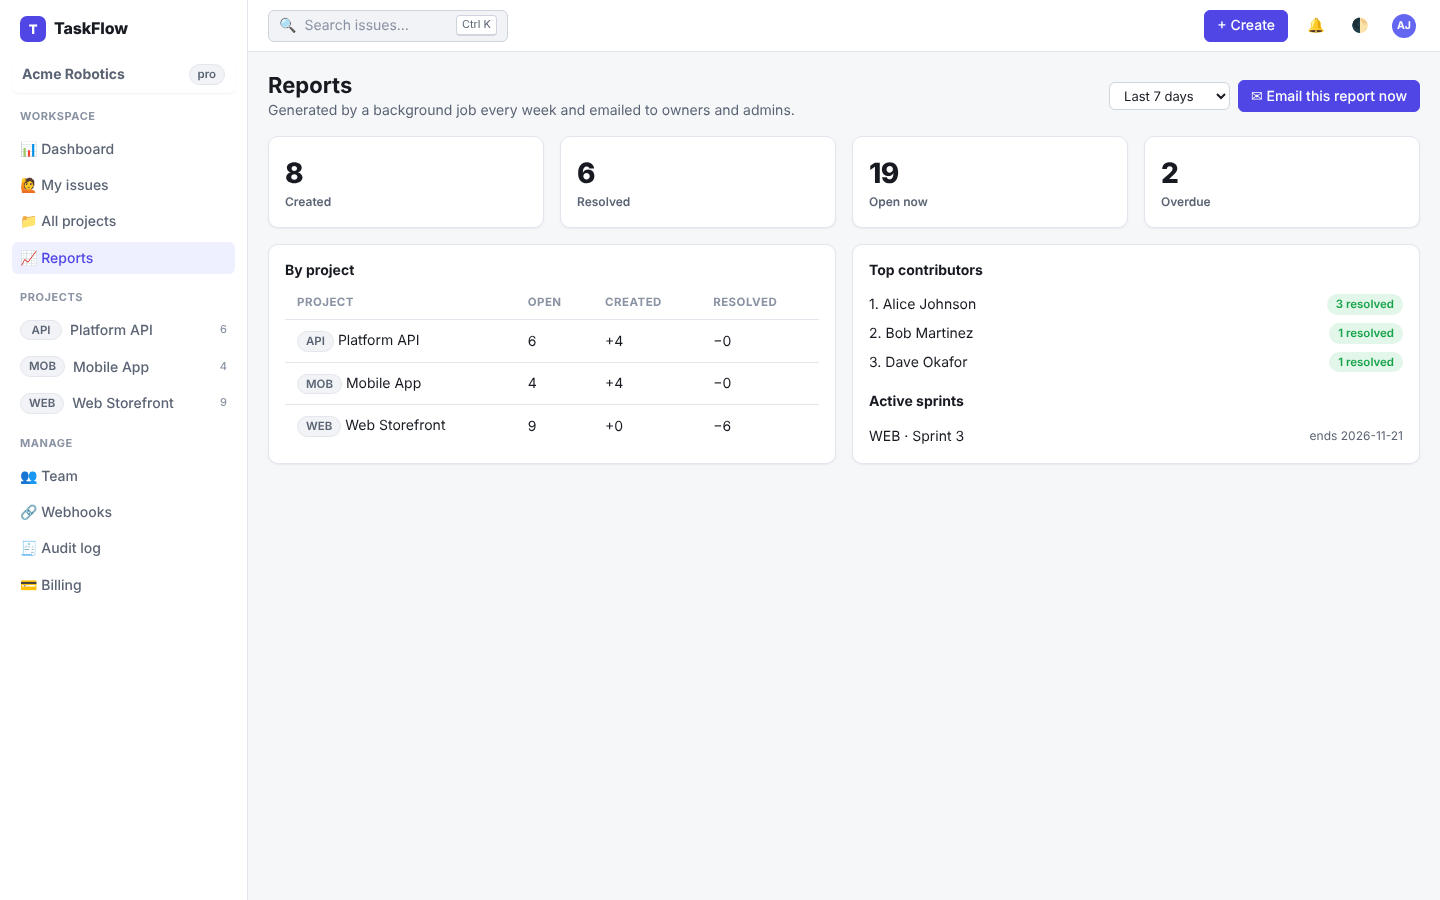 T TaskFlow
Acme Robotics pro
WORKSPACE
Dashboard
My issues
All projects
Reports
PROJECTS
API Platform API 6
MOB Mobile App 4
WEB Web Storefront 9
MANAGE
Team
Webhooks
Audit log
Billing
Search issues... Ctrl K
+ Create
AJ
Reports
Generated by a background job every week and emailed to owners and admins.
Last 7 days
✉ Email this report now
8
Created
6
Resolved
19
Open now
2
Overdue
By project
PROJECT OPEN CREATED RESOLVED
API Platform API 6 +4 −0
MOB Mobile App 4 +4 −0
WEB Web Storefront 9 +0 −6
Top contributors
1. Alice Johnson 3 resolved
2. Bob Martinez 1 resolved
3. Dave Okafor 1 resolved
Active sprints
WEB · Sprint 3 ends 2026-11-21